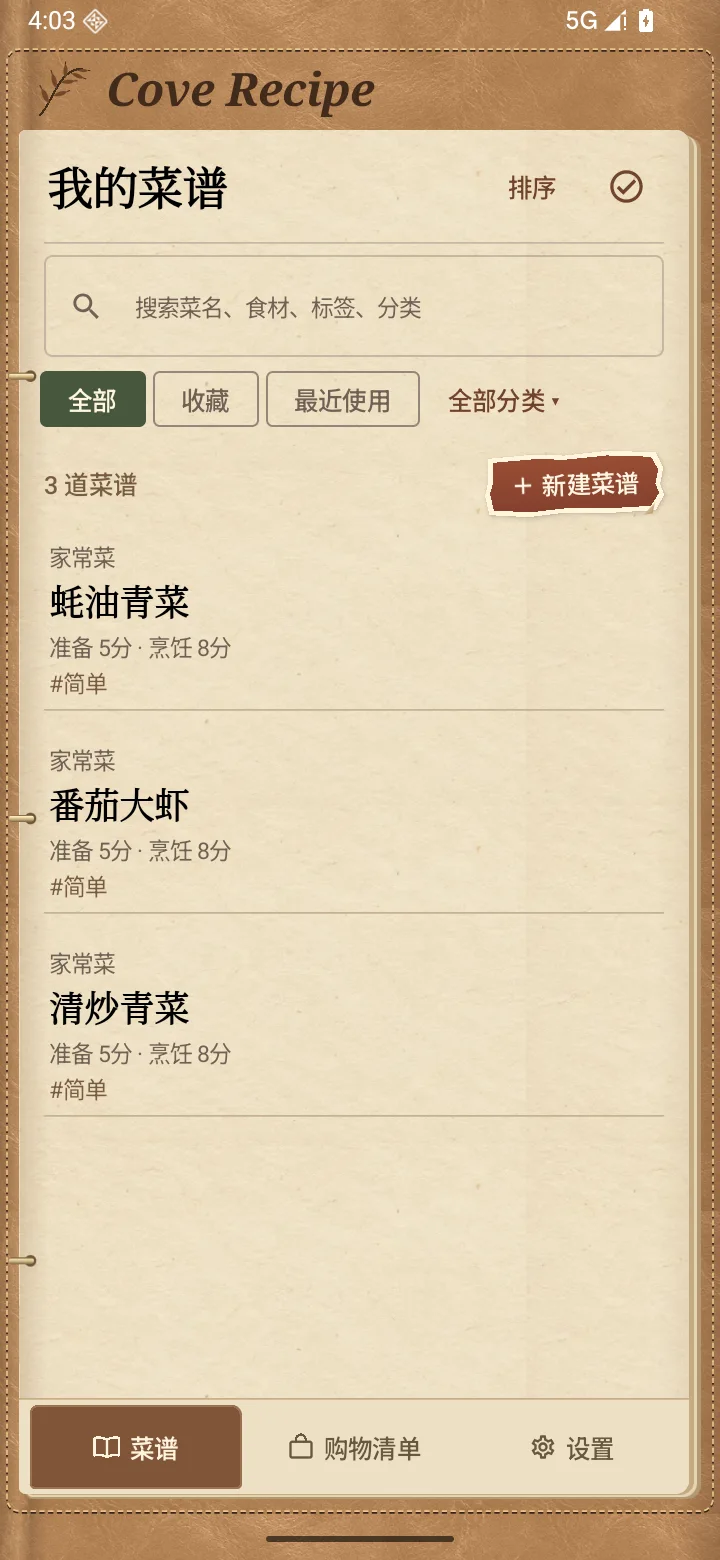 4:03 5G
Cove Recipe
我的菜谱 排序
搜索菜名、食材、标签、分类
全部 收藏 最近使用 全部分类 ▾
3 道菜谱 + 新建菜谱
家常菜
蚝油青菜
准备 5分 · 烹饪 8分
#简单
家常菜
番茄大虾
准备 5分 · 烹饪 8分
#简单
家常菜
清炒青菜
准备 5分 · 烹饪 8分
#简单
菜谱 购物清单 设置